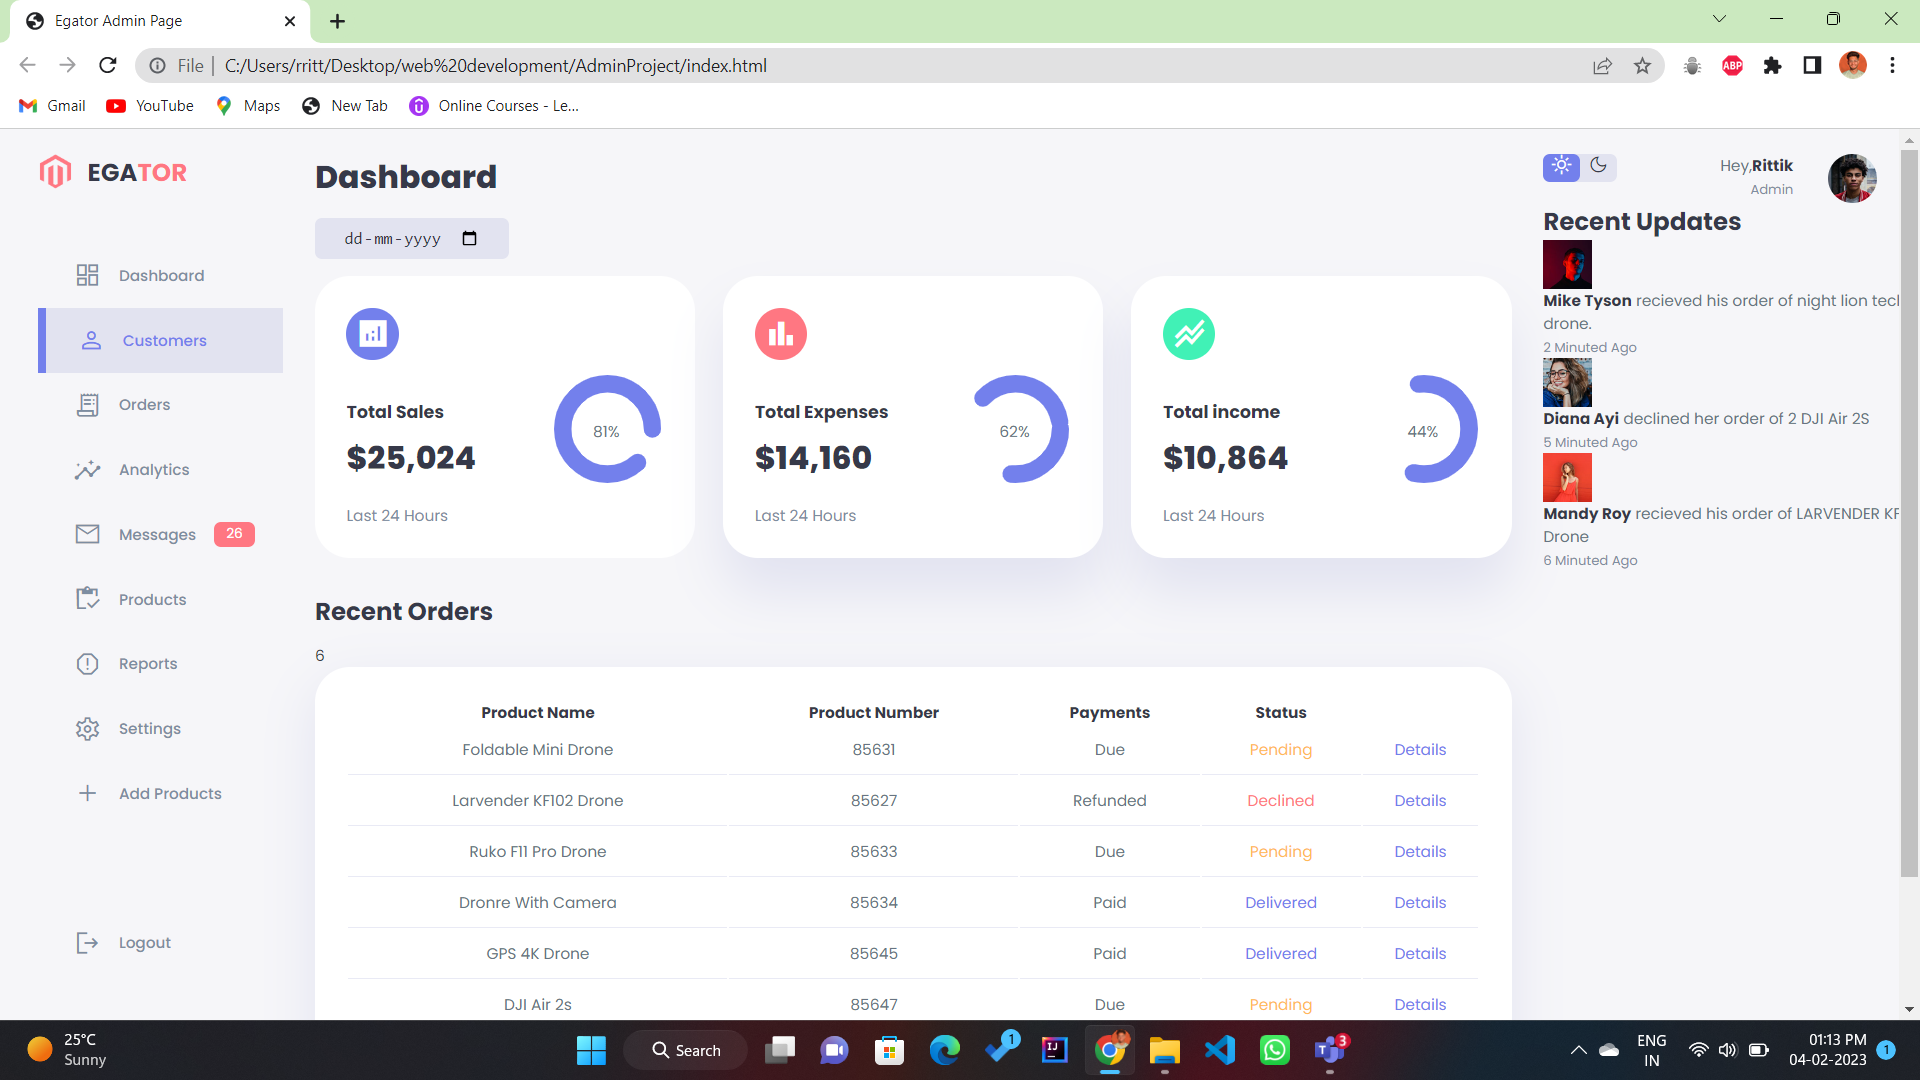 Egator Admin Page
File | C:/Users/rritt/Desktop/web%20development/AdminProject/index.html
ABP
Gmail YouTube Maps New Tab Online Courses - Le...
EGATOR
Dashboard
Customers
Orders
Analytics
Messages 26
Products
Reports
Settings
Add Products
Logout
Dashboard
dd-mm-yyyy
Total Sales
$25,024
81%
Last 24 Hours
Total Expenses
$14,160
62%
Last 24 Hours
Total income
$10,864
44%
Last 24 Hours
Recent Orders
6
Product Name Product Number Payments Status
Foldable Mini Drone 85631 Due Pending Details
Larvender KF102 Drone 85627 Refunded Declined Details
Ruko F11 Pro Drone 85633 Due Pending Details
Dronre With Camera 85634 Paid Delivered Details
GPS 4K Drone 85645 Paid Delivered Details
DJI Air 2s 85647 Due Pending Details
Hey,Rittik
Admin
Recent Updates
Mike Tyson recieved his order of night lion tecl
drone.
2 Minuted Ago
Diana Ayi declined her order of 2 DJI Air 2S
5 Minuted Ago
Mandy Roy recieved his order of LARVENDER KF
Drone
6 Minuted Ago
25°C
Sunny
Search
1
3
ENG
IN
01:13 PM
04-02-2023
1